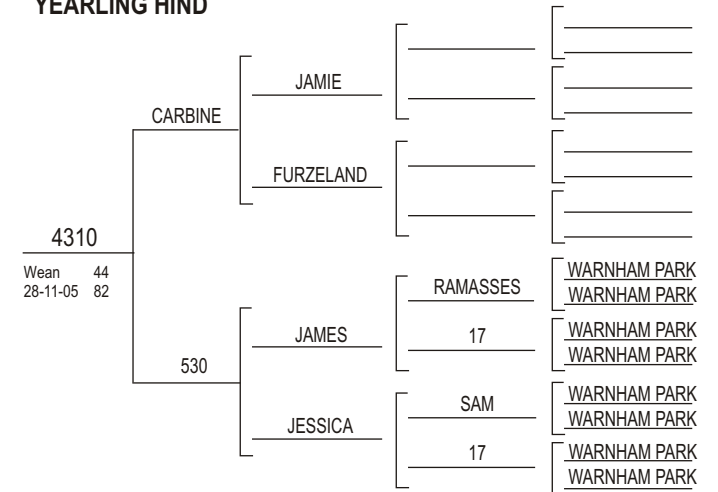 YEARLING HIND
JAMIE
CARBINE
FURZELAND
4310
Wean 44
28-11-05 82
WARNHAM PARK
RAMASSES
WARNHAM PARK
JAMES
17
WARNHAM PARK
WARNHAM PARK
530
SAM
WARNHAM PARK
WARNHAM PARK
JESSICA
17
WARNHAM PARK
WARNHAM PARK